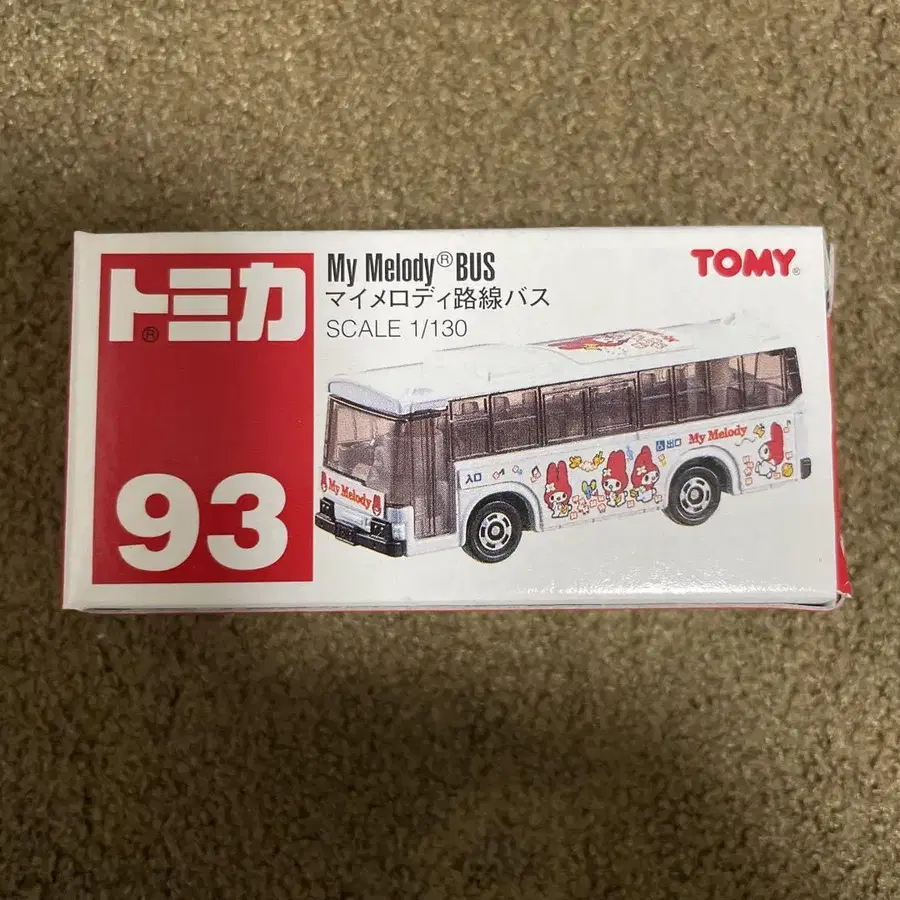 トミカ®
93
My Melody® BUS
マイメロディ路線バス
SCALE 1/130
TOMY®
My Melody
入口
出口
My Melody